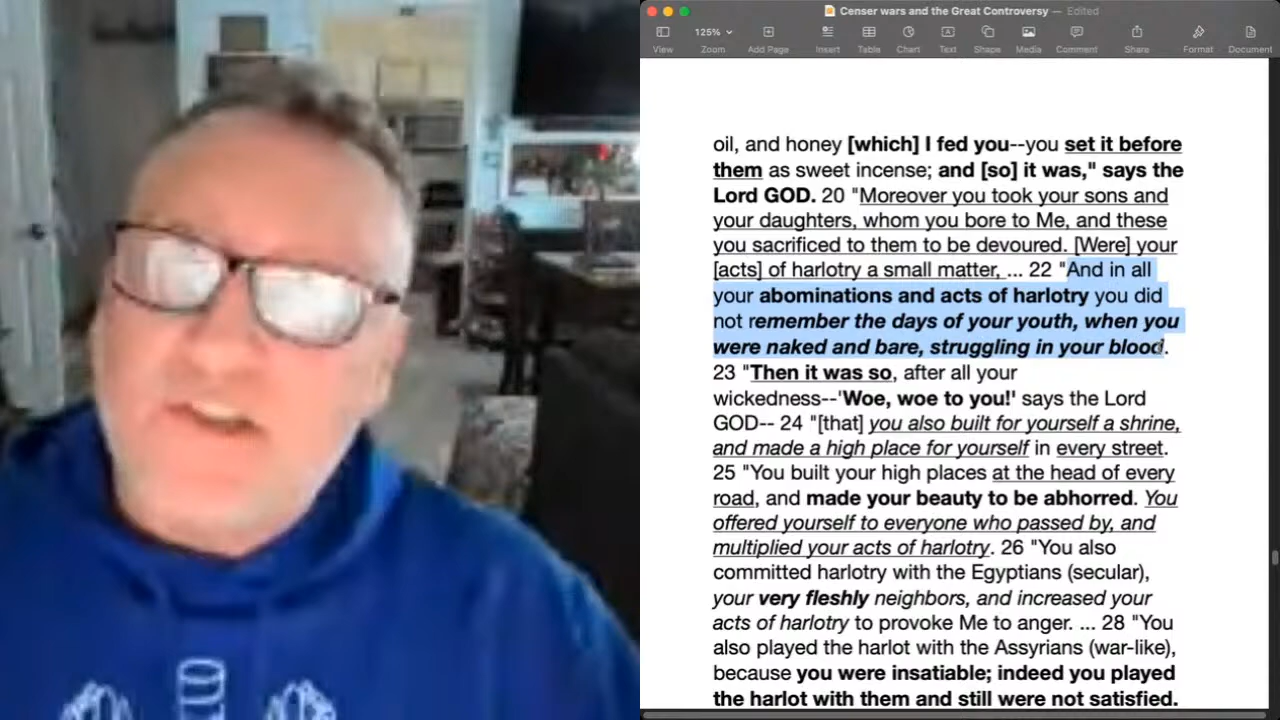 Censer wars and the Great Controversy — Edited
125%
View Zoom Add Page Insert Table Chart Text Shape Media Comment Share Format Document
oil, and honey [which] I fed you--you set it before
them as sweet incense; and [so] it was," says the
Lord GOD. 20 "Moreover you took your sons and
your daughters, whom you bore to Me, and these
you sacrificed to them to be devoured. [Were] your
[acts] of harlotry a small matter, ... 22 "And in all
your abominations and acts of harlotry you did
not remember the days of your youth, when you
were naked and bare, struggling in your blood.
23 "Then it was so, after all your
wickedness--'Woe, woe to you!' says the Lord
GOD-- 24 "[that] you also built for yourself a shrine,
and made a high place for yourself in every street.
25 "You built your high places at the head of every
road, and made your beauty to be abhorred. You
offered yourself to everyone who passed by, and
multiplied your acts of harlotry. 26 "You also
committed harlotry with the Egyptians (secular),
your very fleshly neighbors, and increased your
acts of harlotry to provoke Me to anger. ... 28 "You
also played the harlot with the Assyrians (war-like),
because you were insatiable; indeed you played
the harlot with them and still were not satisfied.